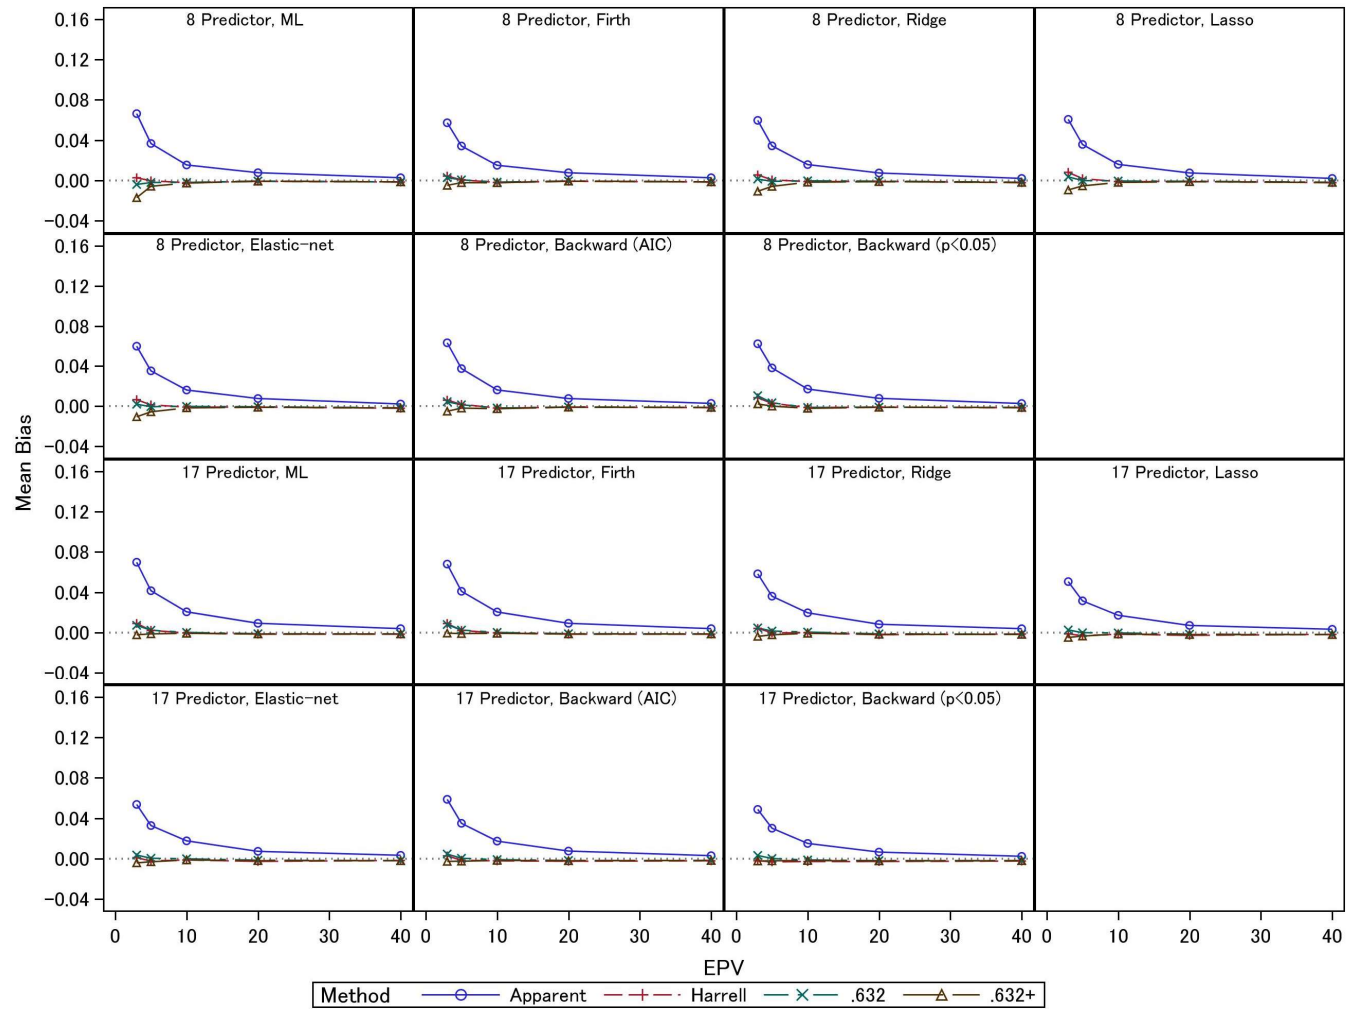 8 Predictor, ML
8 Predictor, Firth
8 Predictor, Ridge
8 Predictor, Lasso
0.16
0.12
0.08
0.04
0.00
−0.04
8 Predictor, Elastic−net
8 Predictor, Backward (AIC)
8 Predictor, Backward (p<0.05)
0.16
0.12
0.08
0.04
0.00
−0.04
Mean Bias
17 Predictor, ML
17 Predictor, Firth
17 Predictor, Ridge
17 Predictor, Lasso
0.16
0.12
0.08
0.04
0.00
−0.04
17 Predictor, Elastic−net
17 Predictor, Backward (AIC)
17 Predictor, Backward (p<0.05)
0.16
0.12
0.08
0.04
0.00
−0.04
0 10 20 30 40 0 10 20 30 40 0 10 20 30 40 0 10 20 30 40
EPV
Method Apparent Harrell .632 .632+